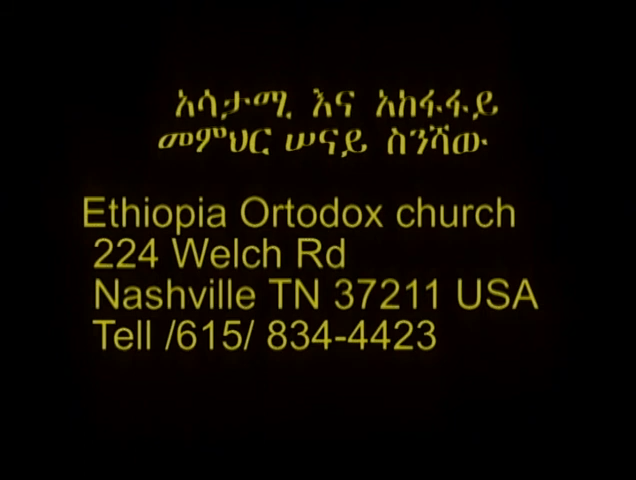 አሳታሚ እና አከፋፋይ
መምህር ሠናይ ስንሻው
Ethiopia Ortodox church
224 Welch Rd
Nashville TN 37211 USA
Tell /615/ 834-4423